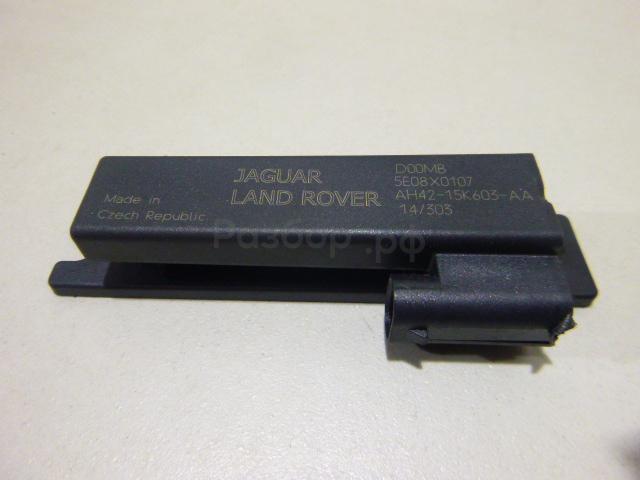 JAGUAR
LAND ROVER
Made in
Czech Republic
D00MB
5E08X0107
AH42-15K603-AA
14/303
Разбор.рф